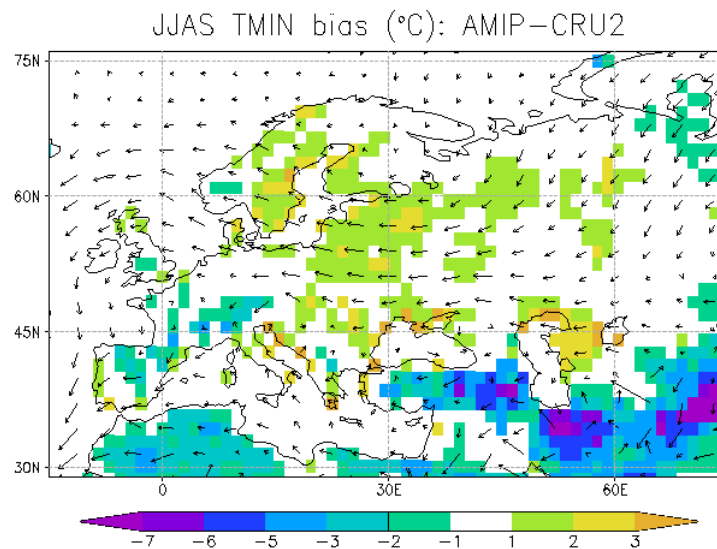 JJAS TMIN bias (°C): AMIP-CRU2
75N
60N
45N
30N
0 30E 60E
-7 -6 -5 -3 -2 -1 1 2 3